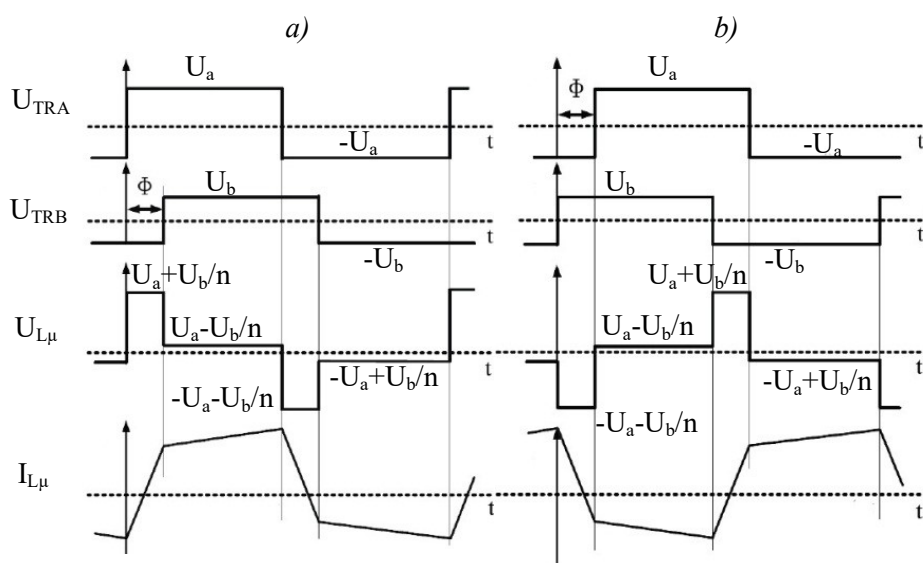 a) b)
U_a U_a
U_TRA Φ
t t
-U_a -U_a
Φ U_b U_b
U_TRB
t t
-U_b -U_b
U_a+U_b/n U_a+U_b/n
U_a-U_b/n U_a-U_b/n
U_Lμ
t t
-U_a+U_b/n -U_a+U_b/n
-U_a-U_b/n -U_a-U_b/n
I_Lμ
t t